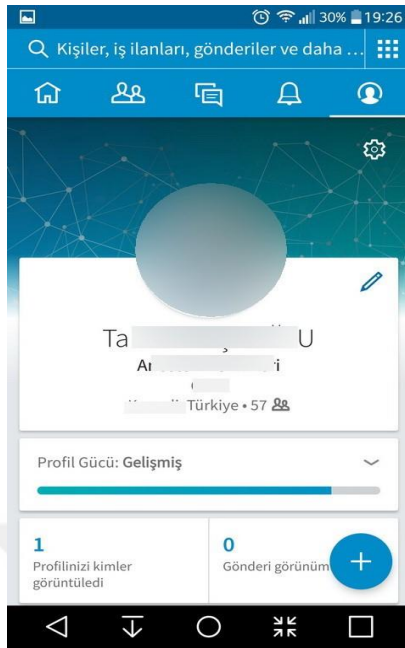 30% 19:26
Kişiler, iş ilanları, gönderiler ve daha ...
Türkiye • 57
Profil Gücü: Gelişmiş
1
Profilinizi kimler
görüntüledi
0
Gönderi görünüm